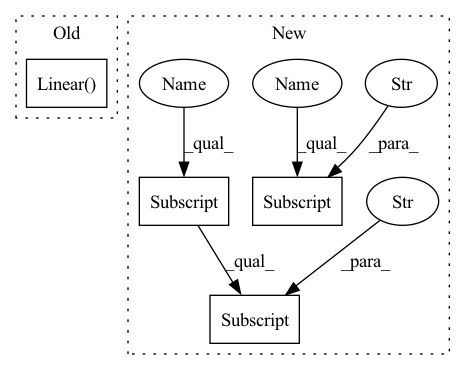 Old
New
Linear()
Name
Name
Str
_qual_
_qual_
_para_
Subscript
Subscript
Str
_qual_
_para_
Subscript